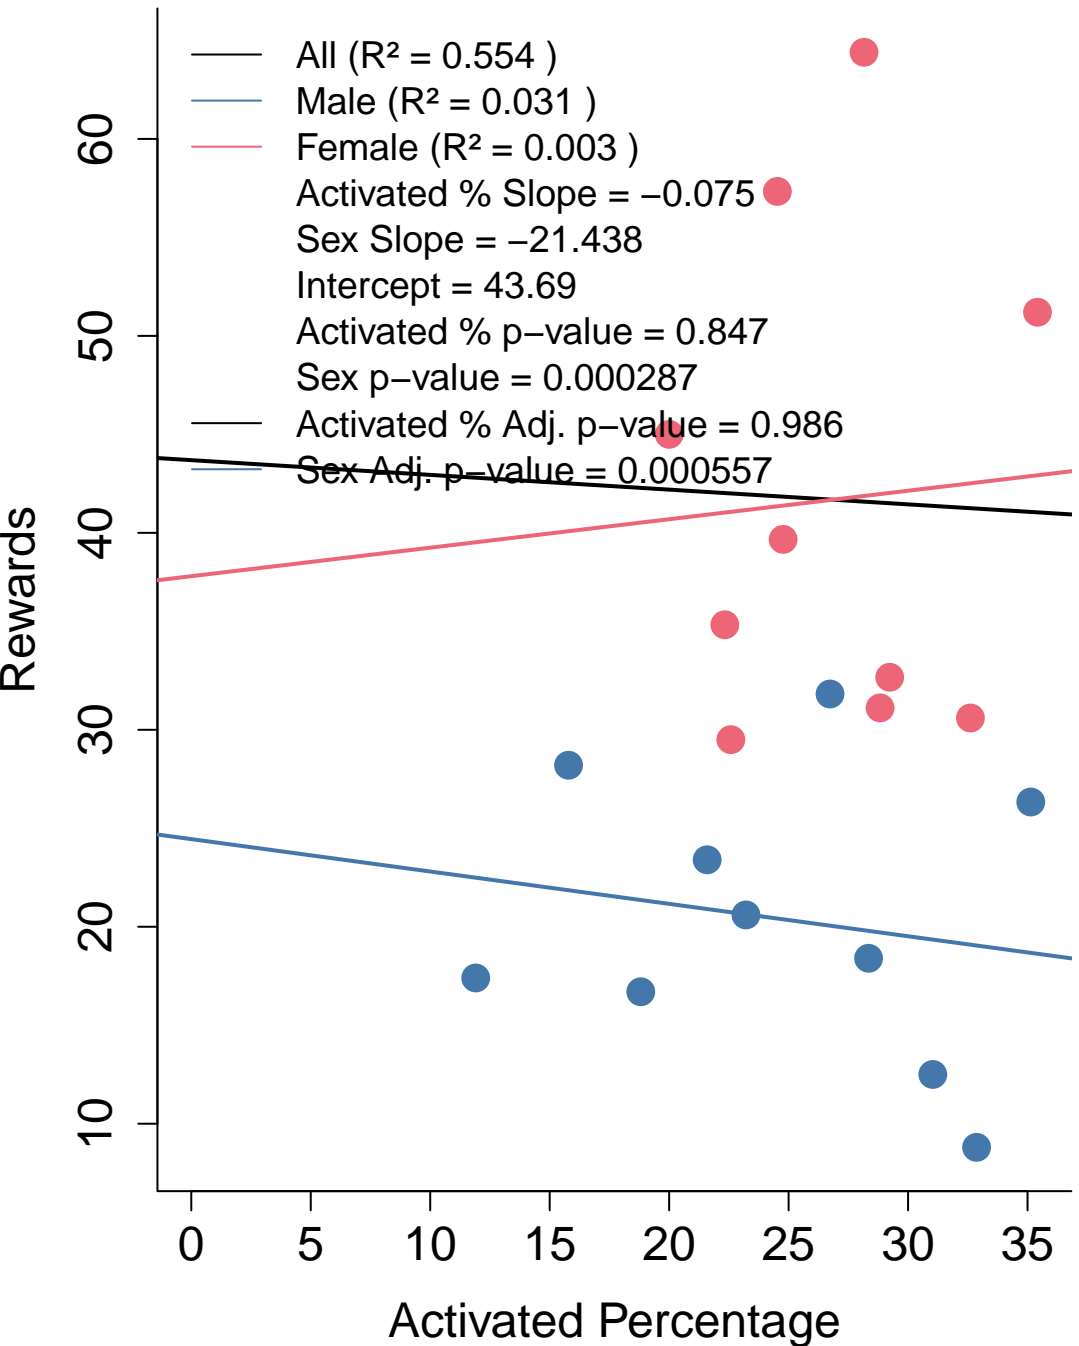 All (R² = 0.554 )
Male (R² = 0.031 )
Female (R² = 0.003 )
Activated % Slope = −0.075
Sex Slope = −21.438
Intercept = 43.69
Activated % p−value = 0.847
Sex p−value = 0.000287
Activated % Adj. p−value = 0.986
Sex Adj. p−value = 0.000557
Rewards
60
50
40
30
20
10
0 5 10 15 20 25 30 35
Activated Percentage